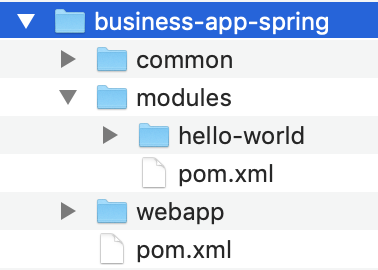 business-app-spring
common
modules
hello-world
pom.xml
webapp
pom.xml